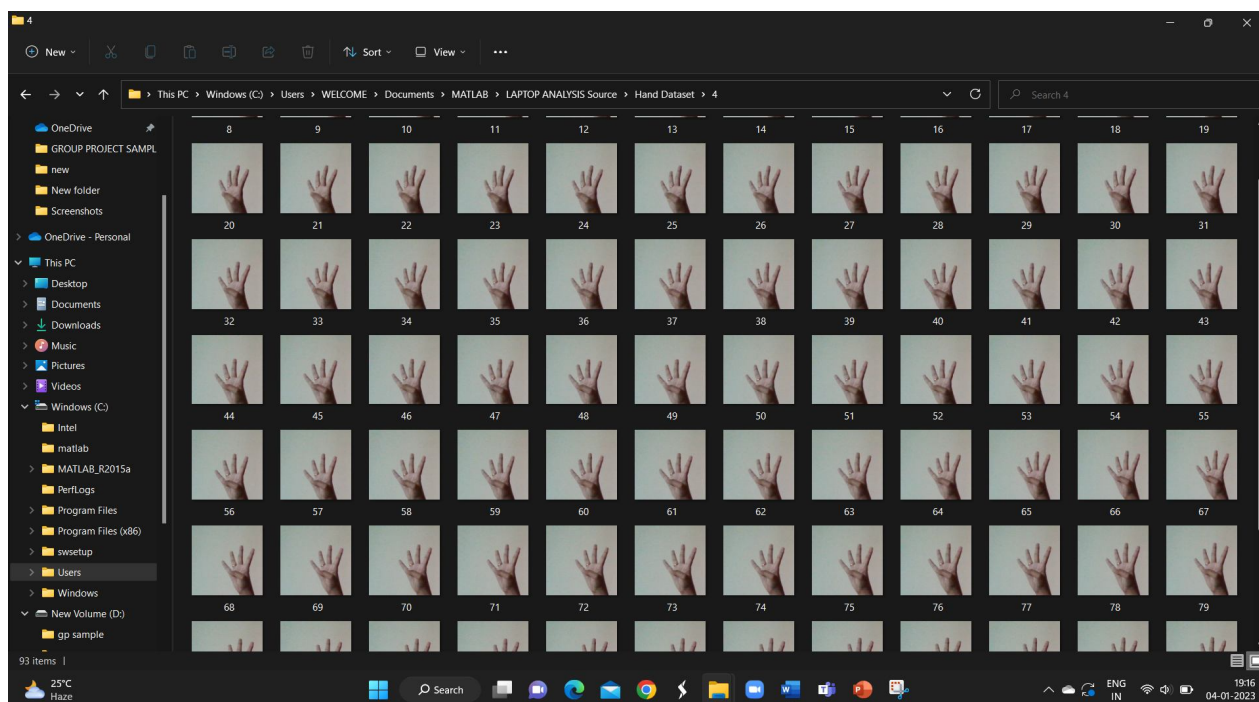 4
New
Sort
View
This PC > Windows (C:) > Users > WELCOME > Documents > MATLAB > LAPTOP ANALYSIS Source > Hand Dataset > 4
Search 4
OneDrive
GROUP PROJECT SAMPL
new
New folder
Screenshots
OneDrive - Personal
This PC
Desktop
Documents
Downloads
Music
Pictures
Videos
Windows (C:)
Intel
matlab
MATLAB_R2015a
PerfLogs
Program Files
Program Files (x86)
swsetup
Users
Windows
New Volume (D:)
gp sample
8 9 10 11 12 13 14 15 16 17 18 19
20 21 22 23 24 25 26 27 28 29 30 31
32 33 34 35 36 37 38 39 40 41 42 43
44 45 46 47 48 49 50 51 52 53 54 55
56 57 58 59 60 61 62 63 64 65 66 67
68 69 70 71 72 73 74 75 76 77 78 79
93 items
25°C
Haze
Search
ENG
IN
19:16
04-01-2023